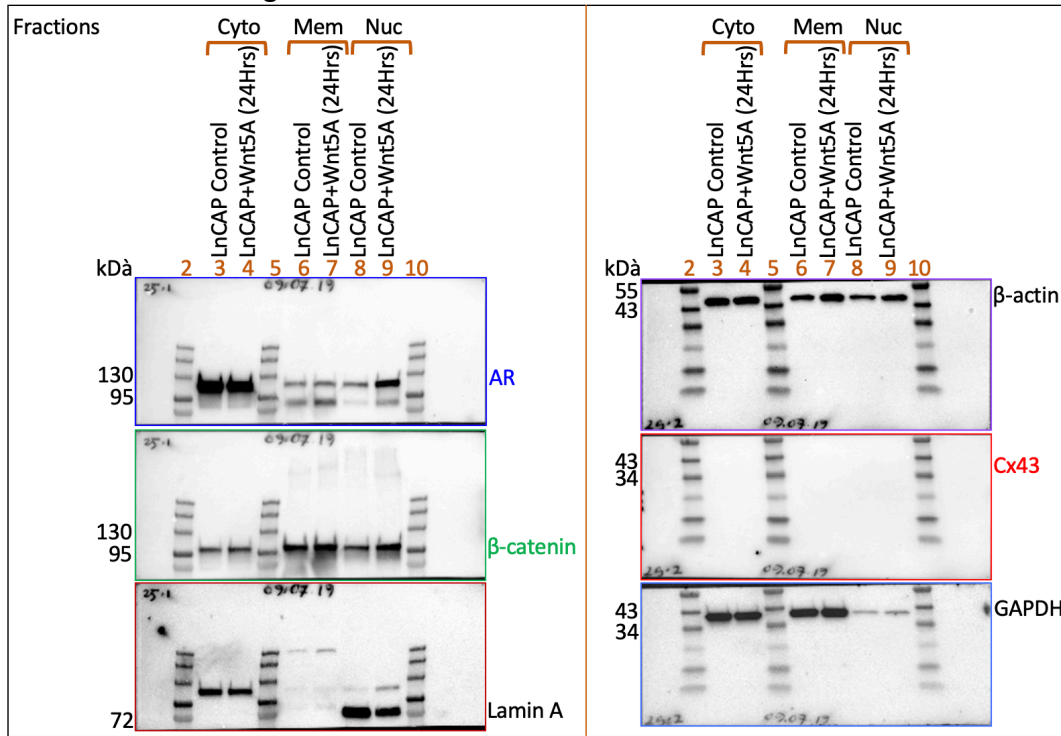 Fractions
Cyto Mem Nuc
LnCAP Control
LnCAP+Wnt5A (24Hrs)
LnCAP Control
LnCAP+Wnt5A (24Hrs)
LnCAP Control
LnCAP+Wnt5A (24Hrs)
kDà 2 3 4 5 6 7 8 9 10
25.1 09.07.19
130
95
AR
25.1 09.07.19
130
95
β-catenin
25.1 09.07.19
72
Lamin A
Cyto Mem Nuc
LnCAP Control
LnCAP+Wnt5A (24Hrs)
LnCAP Control
LnCAP+Wnt5A (24Hrs)
LnCAP Control
LnCAP+Wnt5A (24Hrs)
kDà 2 3 4 5 6 7 8 9 10
55
43
β-actin
25.2 09.07.19
43
34
Cx43
25.2 09.07.19
43
34
GAPDH
25.2 09.07.19